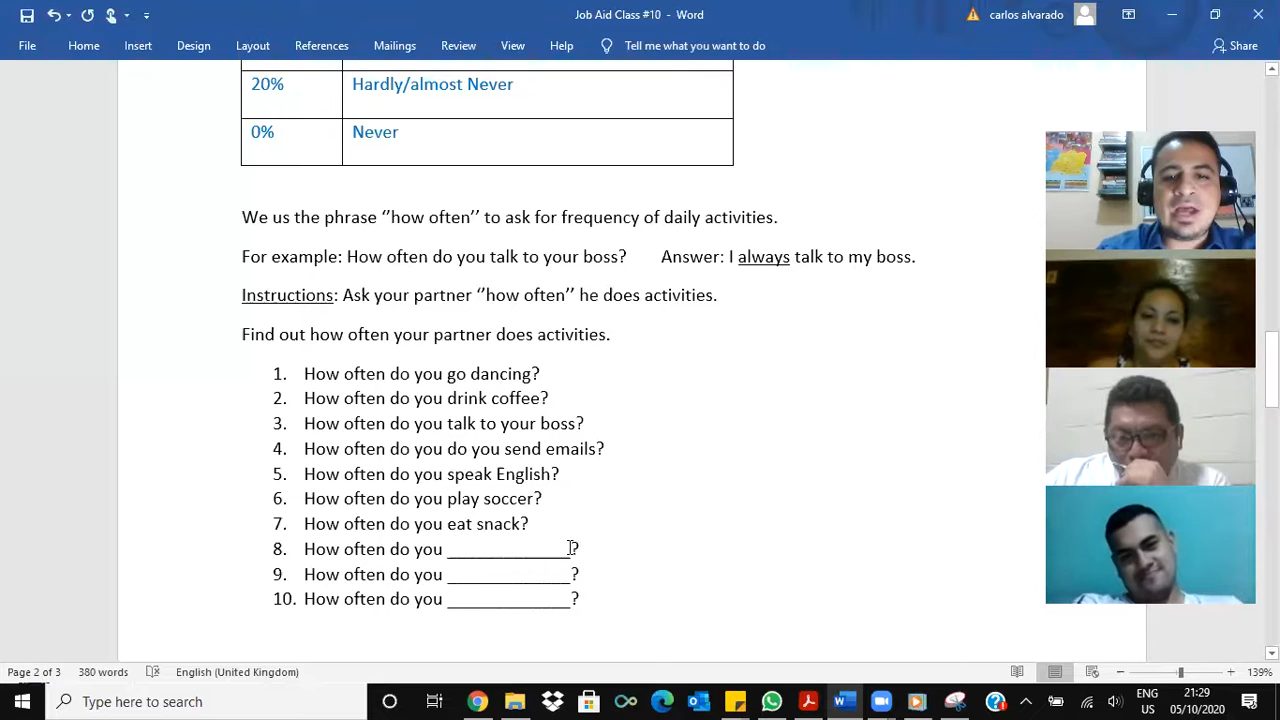 Job Aid Class #10 - Word
carlos alvarado
File Home Insert Design Layout References Mailings Review View Help Tell me what you want to do Share
20% Hardly/almost Never
0% Never
We us the phrase ‘’how often’’ to ask for frequency of daily activities.
For example: How often do you talk to your boss? Answer: I always talk to my boss.
Instructions: Ask your partner ‘’how often’’ he does activities.
Find out how often your partner does activities.
1. How often do you go dancing?
2. How often do you drink coffee?
3. How often do you talk to your boss?
4. How often do you do you send emails?
5. How often do you speak English?
6. How often do you play soccer?
7. How often do you eat snack?
8. How often do you _____________?
9. How often do you _____________?
10. How often do you _____________?
Page 2 of 3 380 words English (United Kingdom) 139%
Type here to search
ENG 21:29
US 05/10/2020